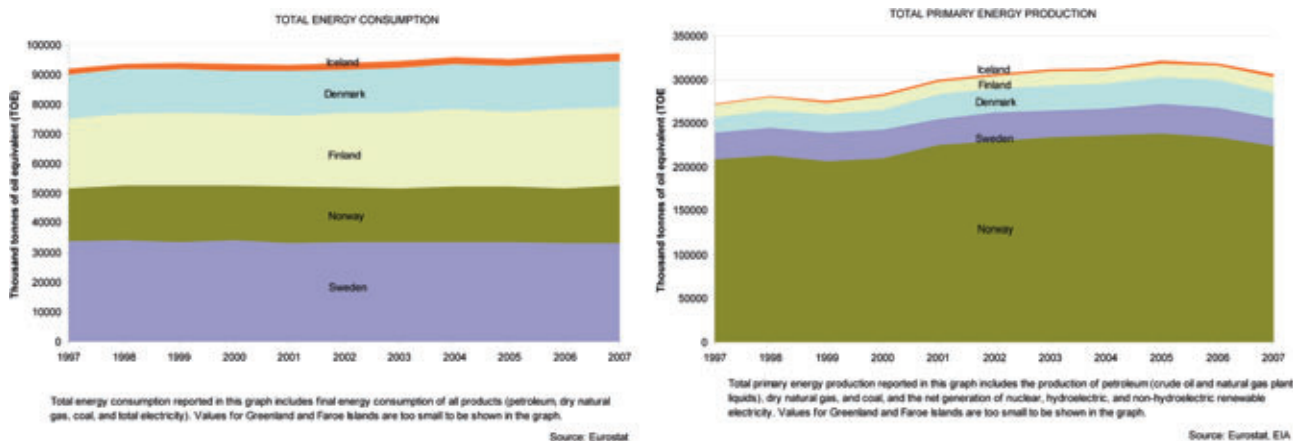 TOTAL ENERGY CONSUMPTION
Thousand tonnes of oil equivalent (TOE)
100000
90000
80000
70000
60000
50000
40000
30000
20000
10000
0
Iceland
Denmark
Finland
Norway
Sweden
1997 1998 1999 2000 2001 2002 2003 2004 2005 2006 2007
Total energy consumption reported in this graph includes final energy consumption of all products (petroleum, dry natural
gas, coal, and total electricity). Values for Greenland and Faroe Islands are too small to be shown in the graph.
Source: Eurostat
TOTAL PRIMARY ENERGY PRODUCTION
Thousand tonnes of oil equivalent (TOE
350000
300000
250000
200000
150000
100000
50000
0
Iceland
Finland
Denmark
Sweden
Norway
1997 1998 1999 2000 2001 2002 2003 2004 2005 2006 2007
Total primary energy production reported in this graph includes the production of petroleum (crude oil and natural gas plant
liquids), dry natural gas, and coal, and the net generation of nuclear, hydroelectric, and non-hydroelectric renewable
electricity. Values for Greenland and Faroe Islands are too small to be shown in the graph.
Source: Eurostat, EIA